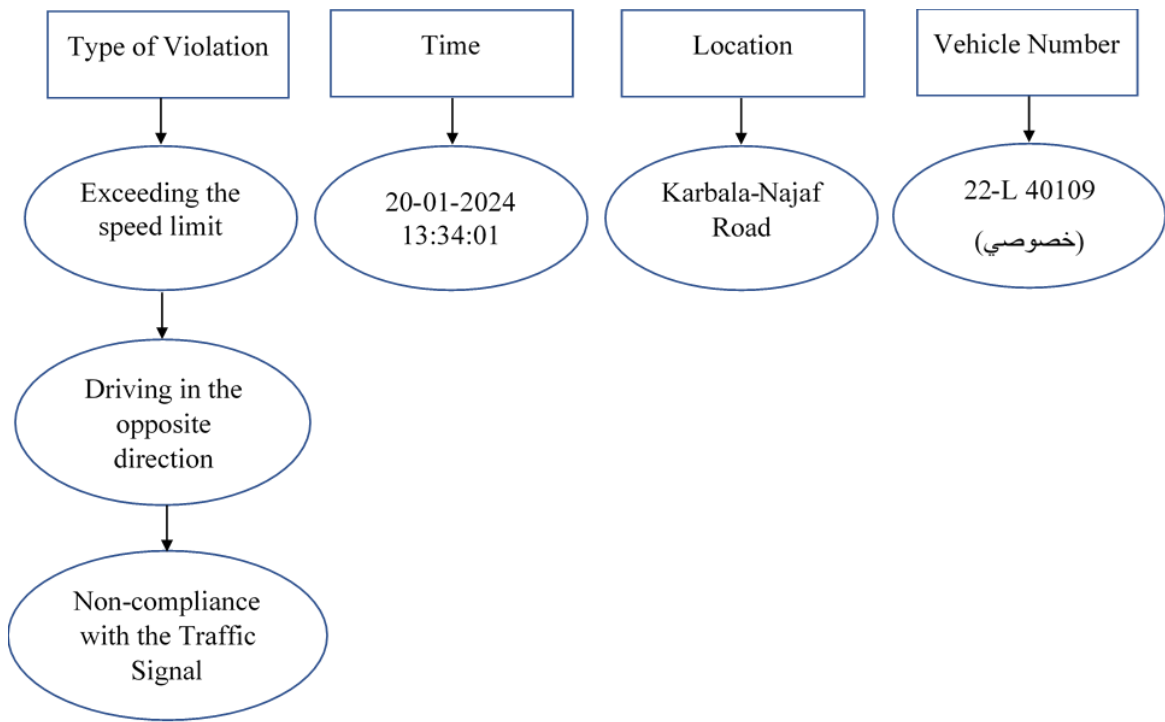 Type of Violation
Time
Location
Vehicle Number
Exceeding the
speed limit
20-01-2024
13:34:01
Karbala-Najaf
Road
22-L 40109
(خصوصي)
Driving in the
opposite
direction
Non-compliance
with the Traffic
Signal